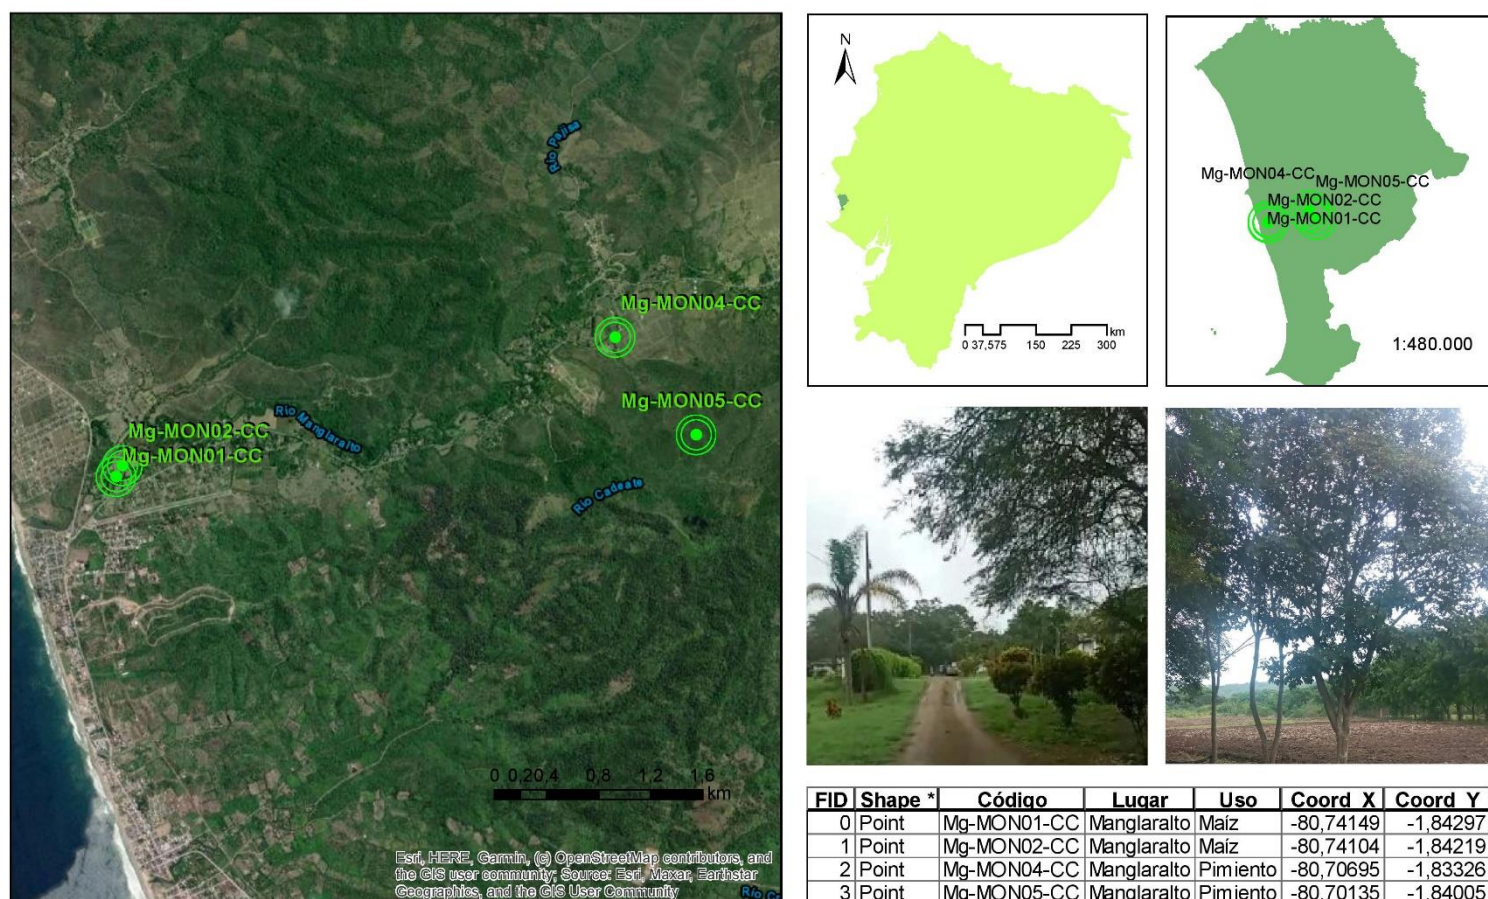 Río Pajisa
Mg-MON04-CC
Mg-MON05-CC
Río Manglaralto
Mg-MON02-CC
Mg-MON01-CC
Río Cadeate
0 0,20,4 0,8 1,2 1,6
km
Esri, HERE, Garmin, (c) OpenStreetMap contributors, and
the GIS user community; Source: Esri, Maxar, Earthstar
Geographics, and the GIS User Community
N
km
0 37,575 150 225 300
Mg-MON04-CC
Mg-MON05-CC
Mg-MON02-CC
Mg-MON01-CC
1:480.000
FID Shape * Código Lugar Uso Coord_X Coord_Y
0 Point Mg-MON01-CC Manglaralto Maíz -80,74149 -1,84297
1 Point Mg-MON02-CC Manglaralto Maíz -80,74104 -1,84219
2 Point Mg-MON04-CC Manglaralto Pimiento -80,70695 -1,83326
3 Point Mg-MON05-CC Manglaralto Pimiento -80,70135 -1,84005